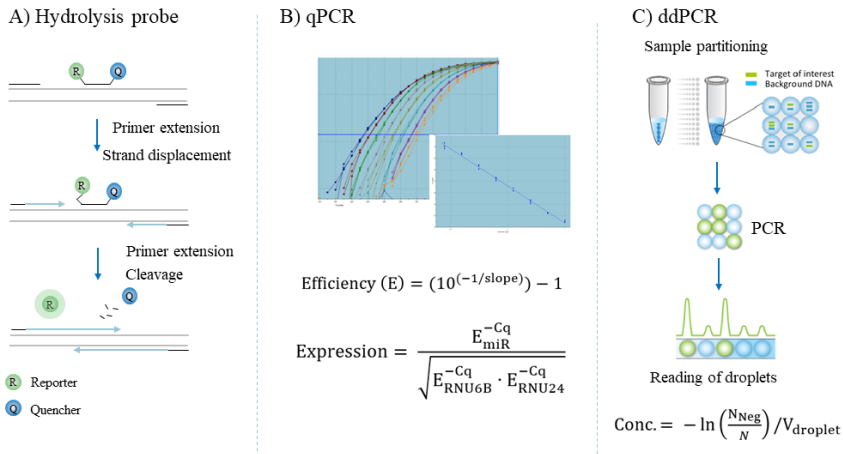 A) Hydrolysis probe
R
Q
Primer extension
Strand displacement
R
Q
Primer extension
Cleavage
Q
R
R Reporter
Q Quencher
B) qPCR
Efficiency (E) = (10^(−1/slope)) − 1
Expression = E_miR^−Cq / √(E_RNU6B^−Cq · E_RNU24^−Cq)
C) ddPCR
Sample partitioning
Target of interest
Background DNA
PCR
Reading of droplets
Conc. = − ln(N_Neg/N)/V_droplet